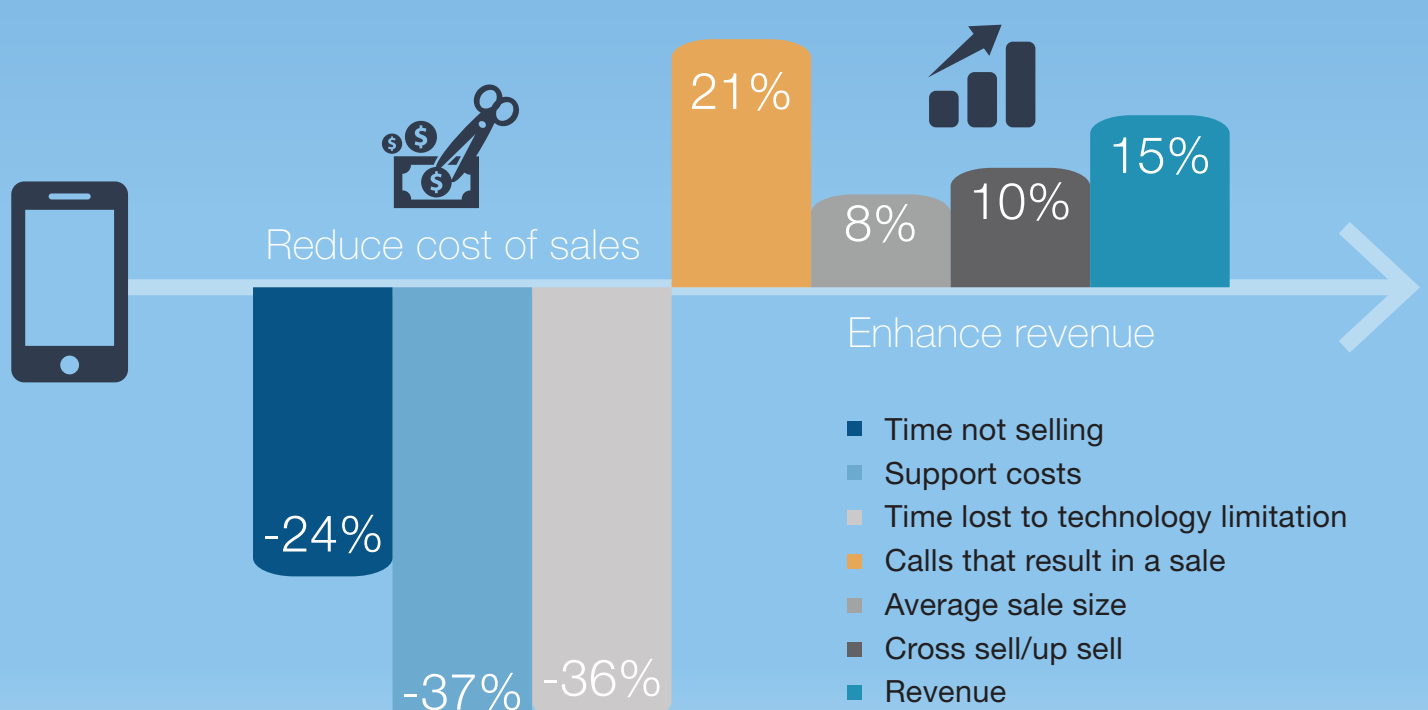 21%
15%
10%
8%
Reduce cost of sales
Enhance revenue
-24%
-37%
-36%
Time not selling
Support costs
Time lost to technology limitation
Calls that result in a sale
Average sale size
Cross sell/up sell
Revenue
$
$
$